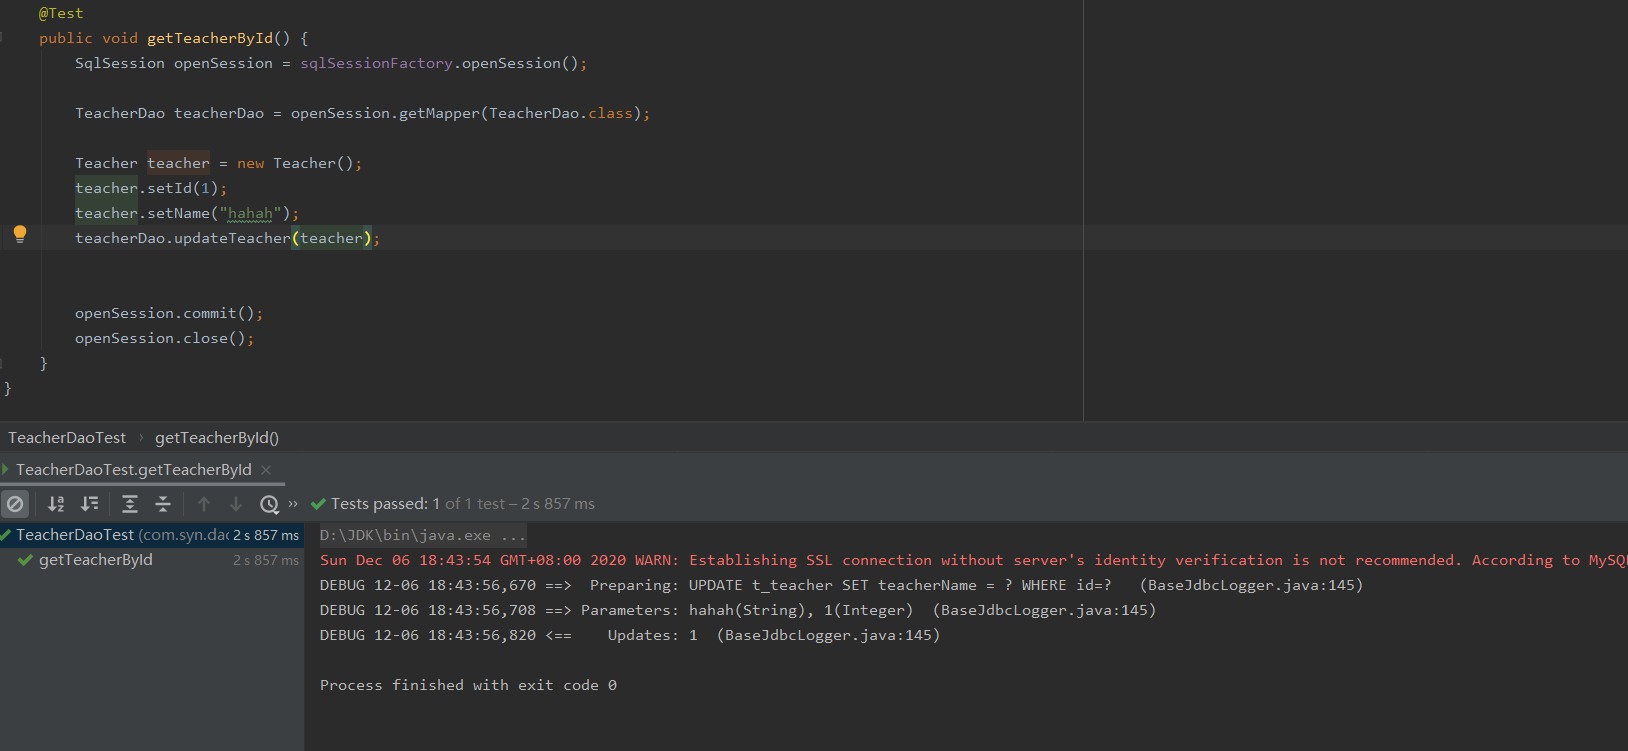 @Test
public void getTeacherById() {
SqlSession openSession = sqlSessionFactory.openSession();
TeacherDao teacherDao = openSession.getMapper(TeacherDao.class);
Teacher teacher = new Teacher();
teacher.setId(1);
teacher.setName("hahah");
teacherDao.updateTeacher(teacher);
openSession.commit();
openSession.close();
}
}
TeacherDaoTest › getTeacherById()
TeacherDaoTest.getTeacherById ×
» Tests passed: 1 of 1 test – 2 s 857 ms
TeacherDaoTest (com.syn.dao 2 s 857 ms
getTeacherById 2 s 857 ms
D:\JDK\bin\java.exe ...
Sun Dec 06 18:43:54 GMT+08:00 2020 WARN: Establishing SSL connection without server's identity verification is not recommended. According to MySQL
DEBUG 12-06 18:43:56,670 ==>  Preparing: UPDATE t_teacher SET teacherName = ? WHERE id=?   (BaseJdbcLogger.java:145)
DEBUG 12-06 18:43:56,708 ==> Parameters: hahah(String), 1(Integer)  (BaseJdbcLogger.java:145)
DEBUG 12-06 18:43:56,820 <==    Updates: 1  (BaseJdbcLogger.java:145)
Process finished with exit code 0